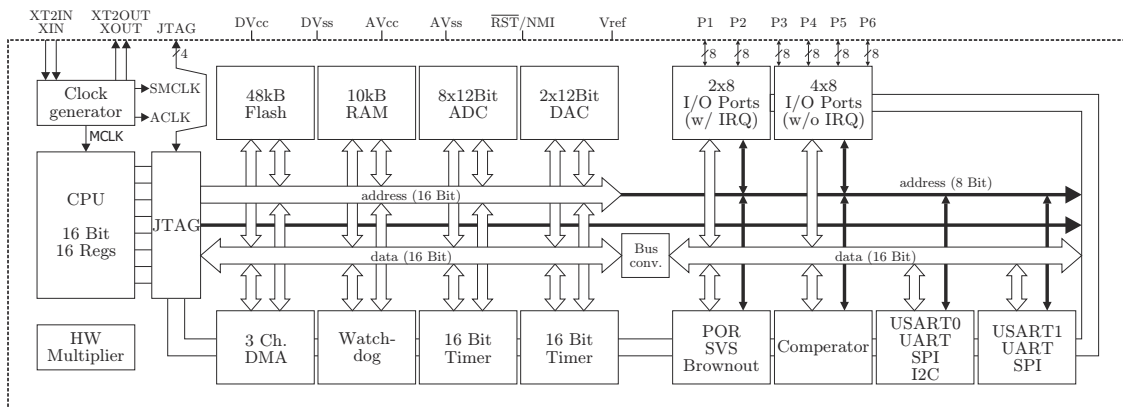 XT2IN XT2OUT
XIN XOUT JTAG DVcc DVss AVcc AVss RST/NMI Vref P1 P2 P3 P4 P5 P6
4 8 8 8 8 8 8
Clock
generator
SMCLK
ACLK
MCLK
48kB
Flash
10kB
RAM
8x12Bit
ADC
2x12Bit
DAC
2x8
I/O Ports
(w/ IRQ)
4x8
I/O Ports
(w/o IRQ)
CPU
16 Bit
16 Regs
JTAG
address (16 Bit)
address (8 Bit)
data (16 Bit)
Bus
conv.
data (16 Bit)
HW
Multiplier
3 Ch.
DMA
Watch-
dog
16 Bit
Timer
16 Bit
Timer
POR
SVS
Brownout
Comperator
USART0
UART
SPI
I2C
USART1
UART
SPI